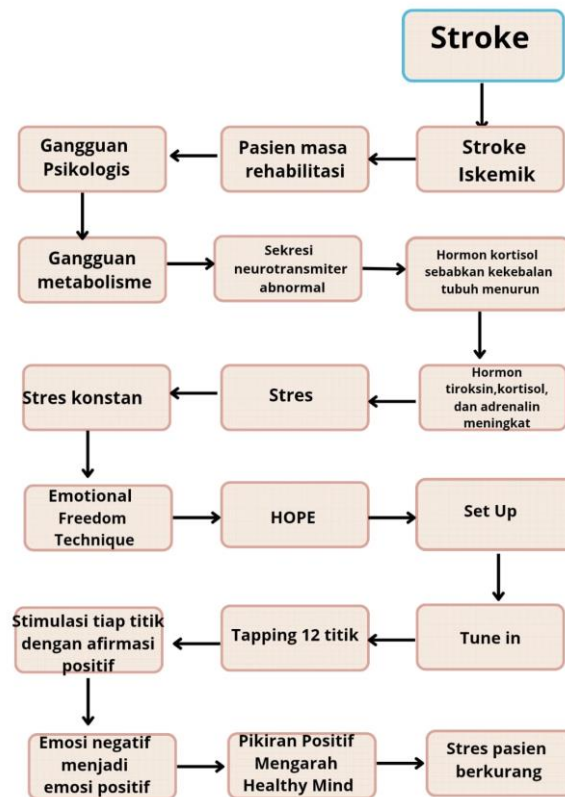 Stroke
Stroke
Iskemik
Pasien masa
rehabilitasi
Gangguan
Psikologis
Gangguan
metabolisme
Sekresi
neurotransmiter
abnormal
Hormon kortisol
sebabkan kekebalan
tubuh menurun
Hormon
tiroksin,kortisol,
dan adrenalin
meningkat
Stres
Stres konstan
Emotional
Freedom
Technique
HOPE
Set Up
Tune in
Tapping 12 titik
Stimulasi tiap titik
dengan afirmasi
positif
Emosi negatif
menjadi
emosi positif
Pikiran Positif
Mengarah
Healthy Mind
Stres pasien
berkurang